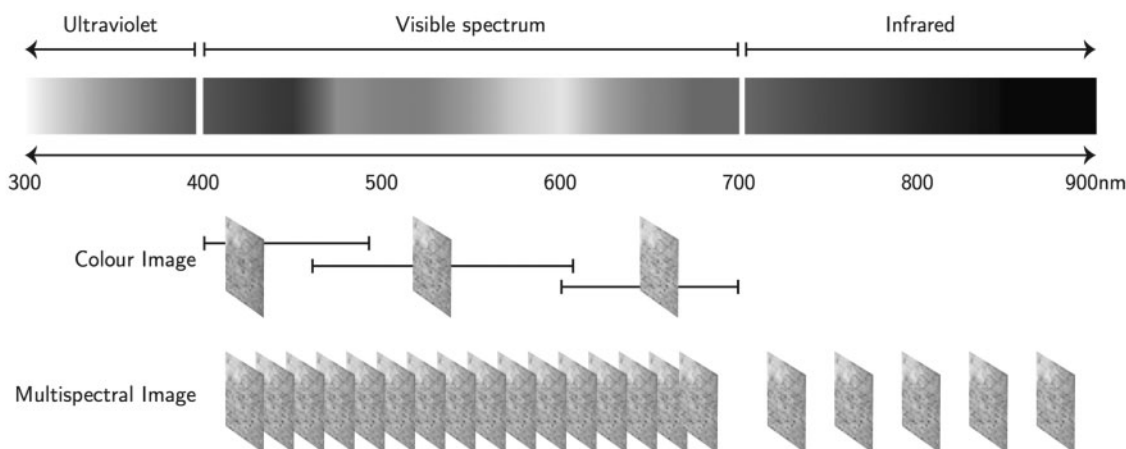 Ultraviolet Visible spectrum Infrared
300 400 500 600 700 800 900nm
Colour Image
Multispectral Image